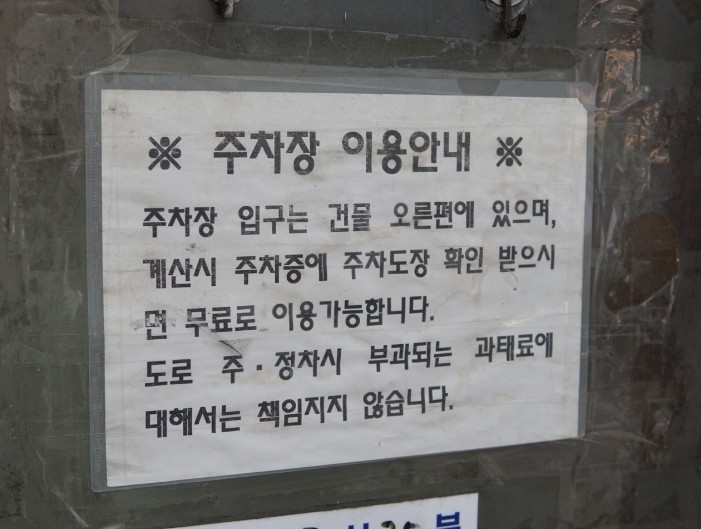 ※ 주차장 이용안내 ※
주차장 입구는 건물 오른편에 있으며,
계산시 주차증에 주차도장 확인 받으시
면 무료로 이용가능합니다.
도로 주·정차시 부과되는 과태료에
대해서는 책임지지 않습니다.